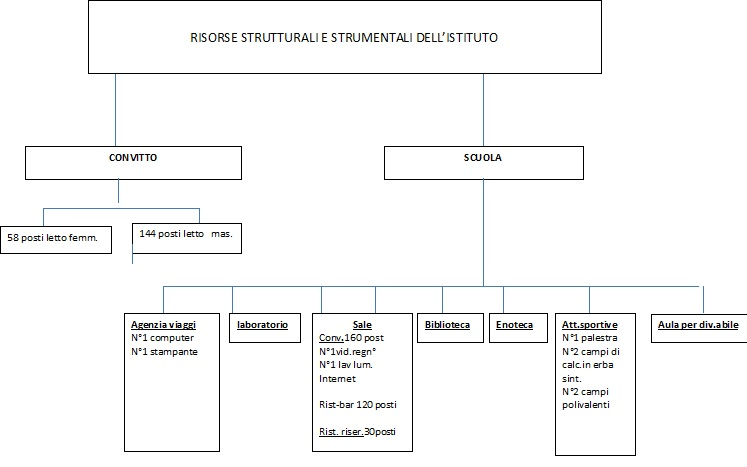 RISORSE STRUTTURALI E STRUMENTALI DELL'ISTITUTO
CONVITTO
SCUOLA
58 posti letto femm.
144 posti letto mas.
Agenzia viaggi
N°1 computer
N°1 stampante
laboratorio
Sale
Conv.160 post
N°1vid.regn°
N°1 lav lum.
Internet
Rist-bar 120 posti
Rist. riser.30posti
Biblioteca
Enoteca
Att.sportive
N°1 palestra
N°2 campi di
calc.in erba
sint.
N°2 campi
polivalenti
Aula per div.abile